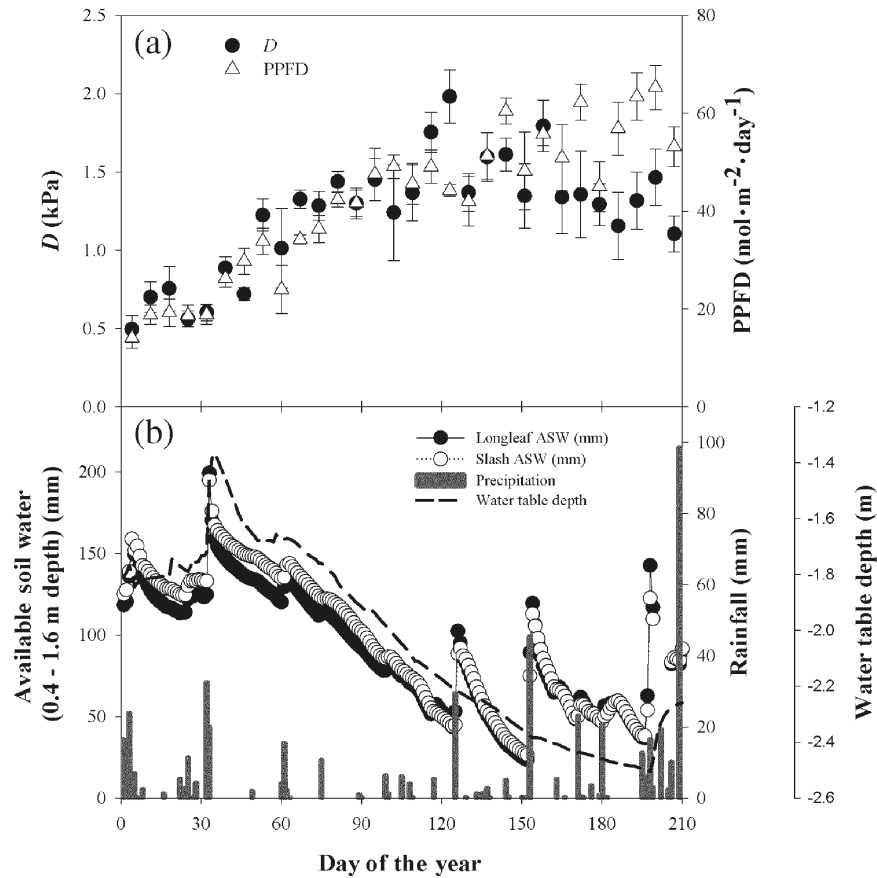 (a)
D
PPFD
2.5
2.0
1.5
1.0
0.5
0.0
D (kPa)
80
60
40
20
0
PPFD (mol·m⁻²·day⁻¹)
(b)
Longleaf ASW (mm)
Slash ASW (mm)
Precipitation
Water table depth
200
150
100
50
0
Available soil water
(0.4 - 1.6 m depth) (mm)
100
80
60
40
20
0
Rainfall (mm)
-1.2
-1.4
-1.6
-1.8
-2.0
-2.2
-2.4
-2.6
Water table depth (m)
0 30 60 90 120 150 180 210
Day of the year